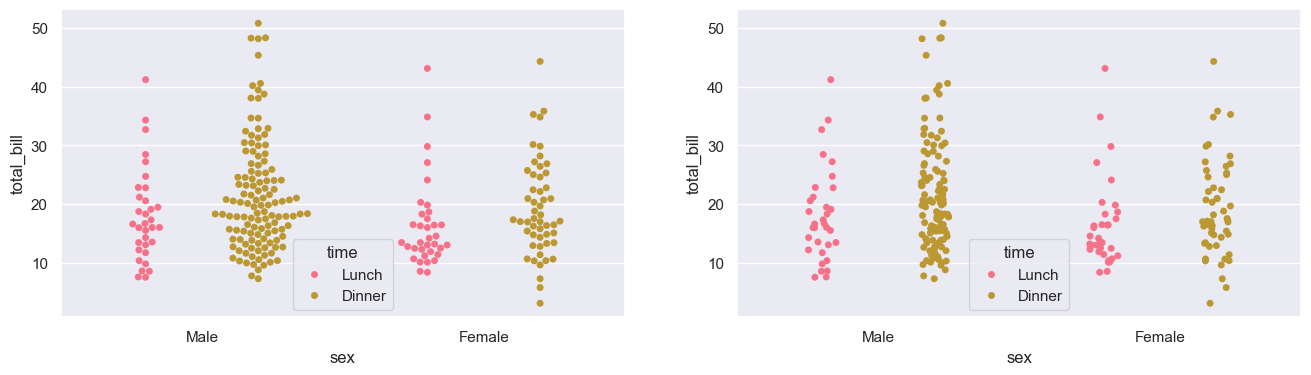 50
40
30
20
10
total_bill
time
Lunch
Dinner
Male
Female
sex
50
40
30
20
10
total_bill
time
Lunch
Dinner
Male
Female
sex